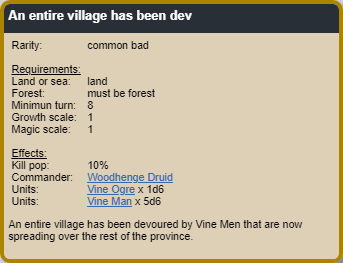 An entire village has been dev
Rarity: common bad
Requirements:
Land or sea: land
Forest: must be forest
Minimun turn: 8
Growth scale: 1
Magic scale: 1
Effects:
Kill pop: 10%
Commander: Woodhenge Druid
Units: Vine Ogre x 1d6
Units: Vine Man x 5d6
An entire village has been devoured by Vine Men that are now
spreading over the rest of the province.